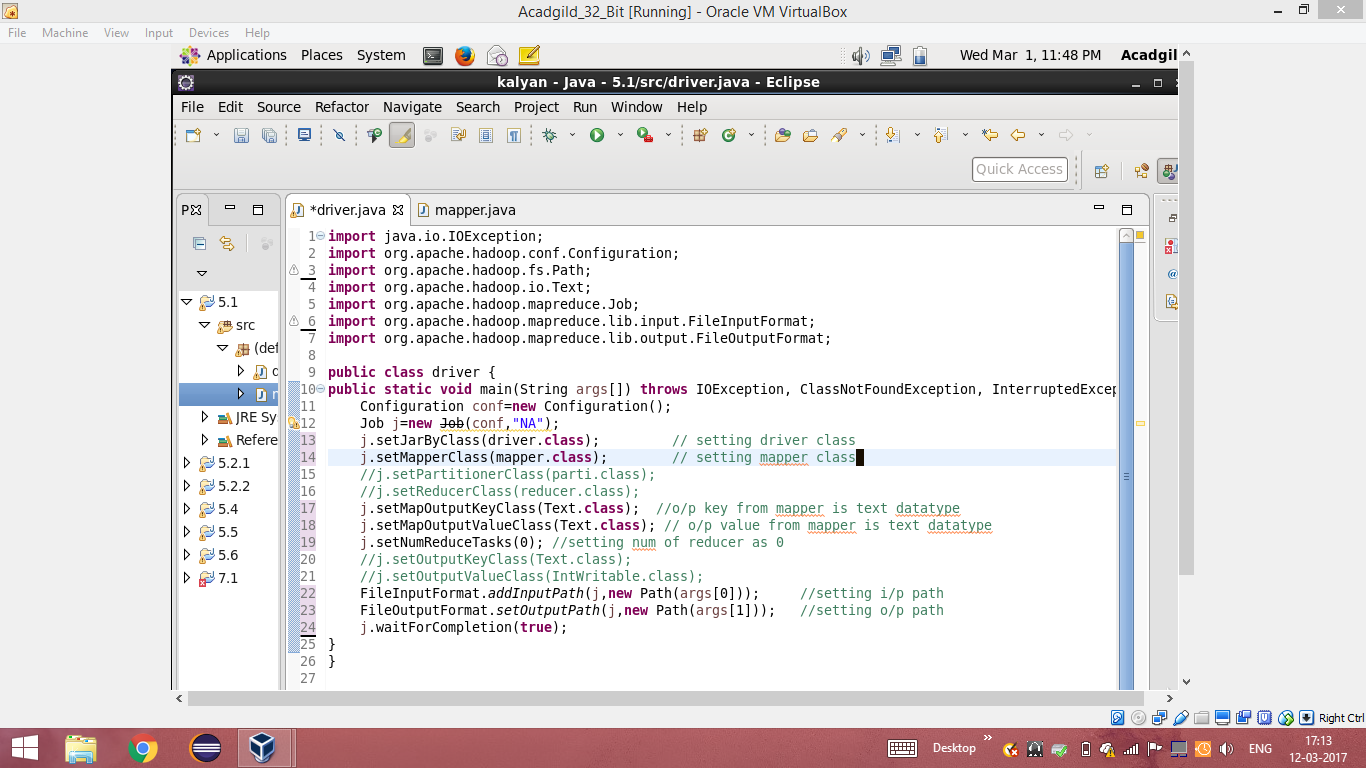 Acadgild_32_Bit [Running] - Oracle VM VirtualBox
File Machine View Input Devices Help
Applications Places System Wed Mar 1, 11:48 PM Acadgil
kalyan - Java - 5.1/src/driver.java - Eclipse
File Edit Source Refactor Navigate Search Project Run Window Help
Quick Access
P *driver.java mapper.java
5.1
src
(def
JRE Sy
Refere
5.2.1
5.2.2
5.4
5.5
5.6
7.1
1 import java.io.IOException;
2 import org.apache.hadoop.conf.Configuration;
3 import org.apache.hadoop.fs.Path;
4 import org.apache.hadoop.io.Text;
5 import org.apache.hadoop.mapreduce.Job;
6 import org.apache.hadoop.mapreduce.lib.input.FileInputFormat;
7 import org.apache.hadoop.mapreduce.lib.output.FileOutputFormat;
8
9 public class driver {
10 public static void main(String args[]) throws IOException, ClassNotFoundException, InterruptedExcep
11 Configuration conf=new Configuration();
12 Job j=new Job(conf,"NA");
13 j.setJarByClass(driver.class); // setting driver class
14 j.setMapperClass(mapper.class); // setting mapper class
15 //j.setPartitionerClass(parti.class);
16 //j.setReducerClass(reducer.class);
17 j.setMapOutputKeyClass(Text.class); //o/p key from mapper is text datatype
18 j.setMapOutputValueClass(Text.class); // o/p value from mapper is text datatype
19 j.setNumReduceTasks(0); //setting num of reducer as 0
20 //j.setOutputKeyClass(Text.class);
21 //j.setOutputValueClass(IntWritable.class);
22 FileInputFormat.addInputPath(j,new Path(args[0])); //setting i/p path
23 FileOutputFormat.setOutputPath(j,new Path(args[1])); //setting o/p path
24 j.waitForCompletion(true);
25 }
26 }
27
Right Ctrl
Desktop ENG
17:13
12-03-2017